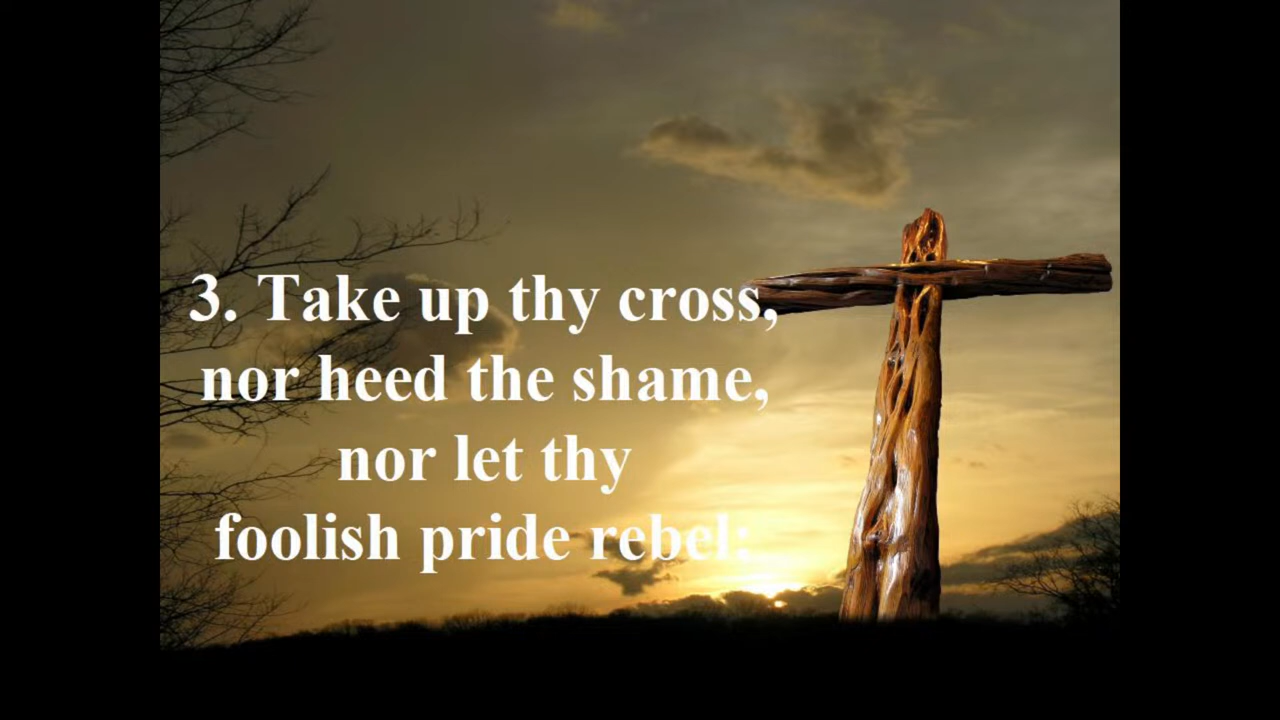 3. Take up thy cross,
nor heed the shame,
nor let thy
foolish pride rebel: